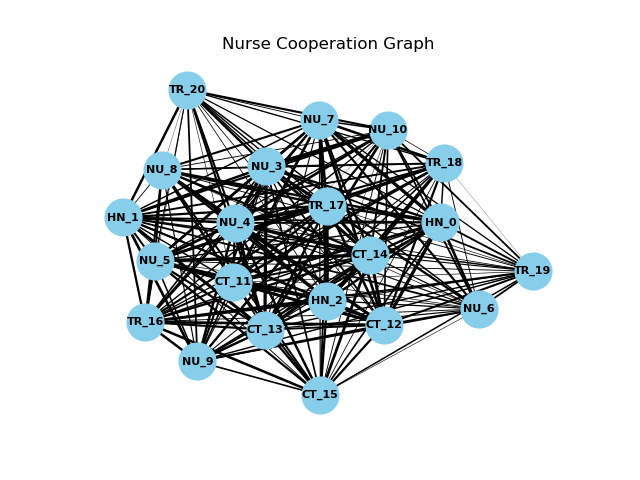 Nurse Cooperation Graph
TR_20
NU_7
NU_10
TR_18
NU_3
NU_8
TR_17
HN_1
NU_4
HN_0
CT_14
NU_5
TR_19
CT_11
HN_2
NU_6
TR_16
CT_12
CT_13
NU_9
CT_15